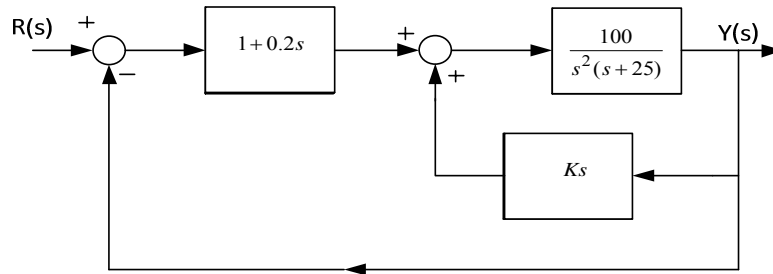 R(s)
+
−
1+0.2s
+
+
100
s²(s+25)
Y(s)
Ks